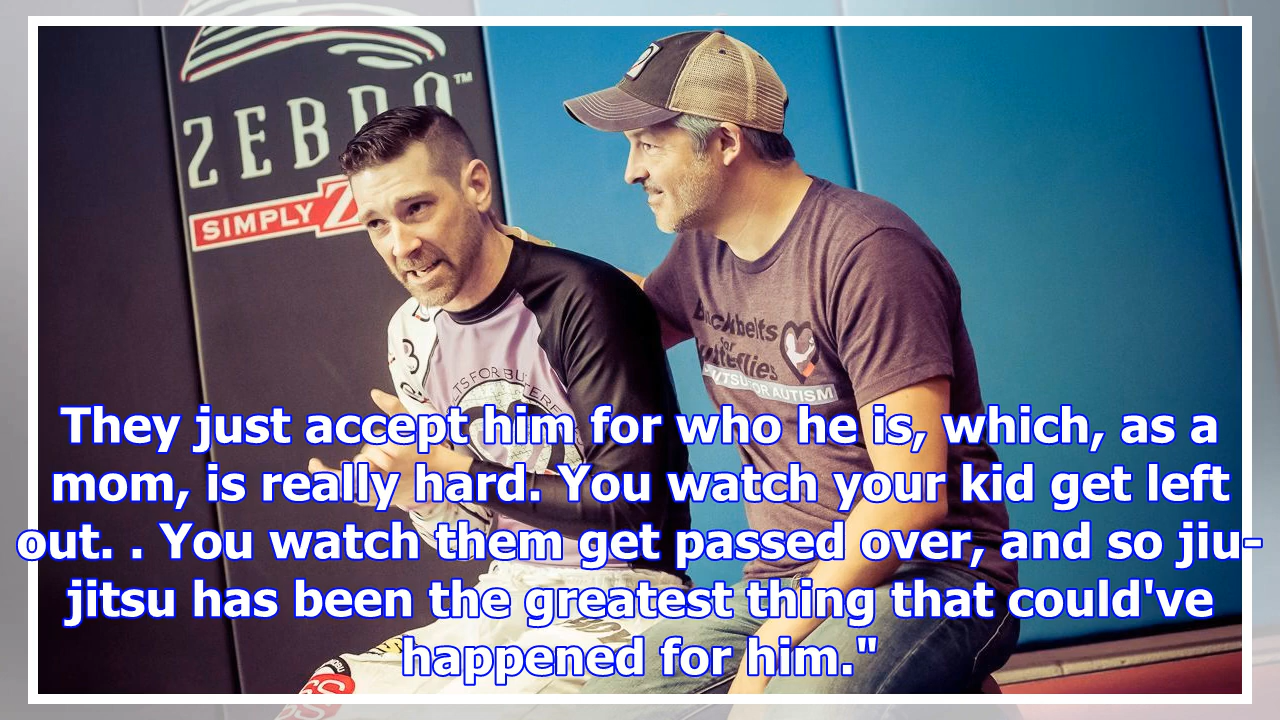 ZEBRA™
SIMPLY Z
for
FOR AUTISM
They just accept him for who he is, which, as a
mom, is really hard. You watch your kid get left
out. . You watch them get passed over, and so jiu-
jitsu has been the greatest thing that could've
happened for him."